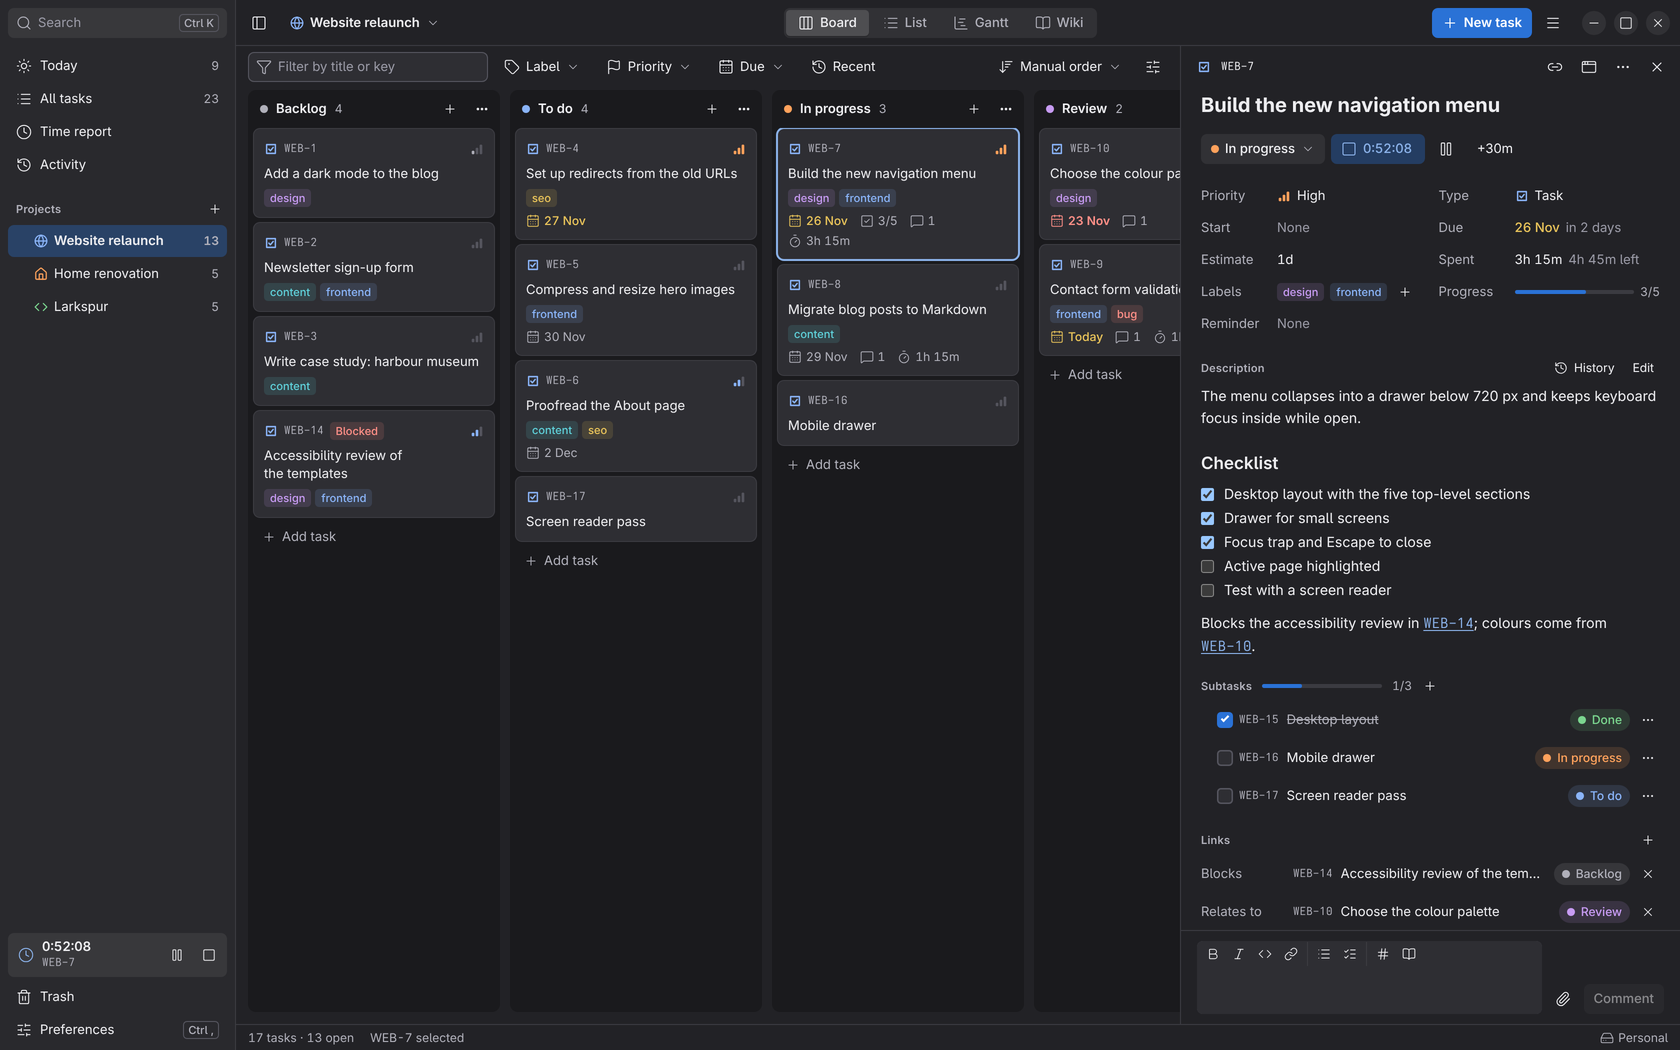 Search Ctrl K
Today 9
All tasks 23
Time report
Activity
Projects
Website relaunch 13
Home renovation 5
Larkspur 5
0:52:08
WEB-7
Trash
Preferences Ctrl ,
Website relaunch
Board List Gantt Wiki
New task
Filter by title or key Label Priority Due Recent Manual order
Backlog 4
WEB-1
Add a dark mode to the blog
design
WEB-2
Newsletter sign-up form
content frontend
WEB-3
Write case study: harbour museum
content
WEB-14 Blocked
Accessibility review of
the templates
design frontend
Add task
To do 4
WEB-4
Set up redirects from the old URLs
seo
27 Nov
WEB-5
Compress and resize hero images
frontend
30 Nov
WEB-6
Proofread the About page
content seo
2 Dec
WEB-17
Screen reader pass
Add task
In progress 3
WEB-7
Build the new navigation menu
design frontend
26 Nov 3/5 1
3h 15m
WEB-8
Migrate blog posts to Markdown
content
29 Nov 1 1h 15m
WEB-16
Mobile drawer
Add task
Review 2
WEB-10
Choose the colour pa
design
23 Nov 1
WEB-9
Contact form validati
frontend bug
Today 1
Add task
WEB-7
Build the new navigation menu
In progress 0:52:08 +30m
Priority High Type Task
Start None Due 26 Nov in 2 days
Estimate 1d Spent 3h 15m 4h 45m left
Labels design frontend Progress 3/5
Reminder None
Description History Edit
The menu collapses into a drawer below 720 px and keeps keyboard
focus inside while open.
Checklist
Desktop layout with the five top-level sections
Drawer for small screens
Focus trap and Escape to close
Active page highlighted
Test with a screen reader
Blocks the accessibility review in WEB-14; colours come from
WEB-10.
Subtasks 1/3
WEB-15 Desktop layout Done
WEB-16 Mobile drawer In progress
WEB-17 Screen reader pass To do
Links
Blocks WEB-14 Accessibility review of the tem... Backlog
Relates to WEB-10 Choose the colour palette Review
Comment
17 tasks · 13 open WEB-7 selected
Personal